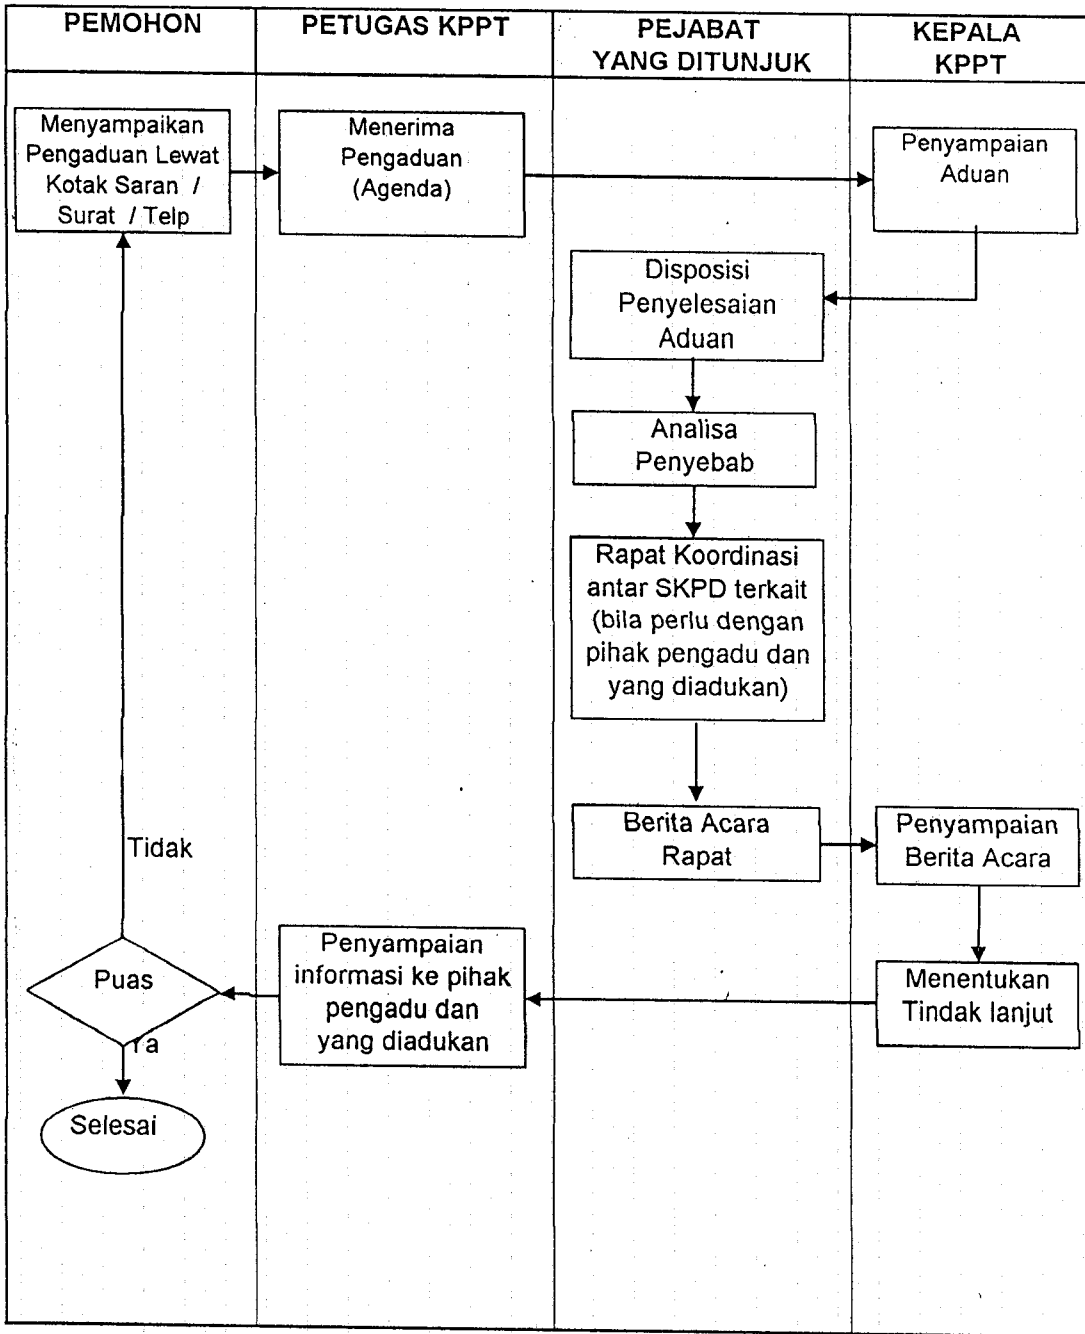 PEMOHON
PETUGAS KPPT
PEJABAT
YANG DITUNJUK
KEPALA
KPPT
Menyampaikan
Pengaduan Lewat
Kotak Saran /
Surat / Telp
Menerima
Pengaduan
(Agenda)
Penyampaian
Aduan
Disposisi
Penyelesaian
Aduan
Analisa
Penyebab
Rapat Koordinasi
antar SKPD terkait
(bila perlu dengan
pihak pengadu dan
yang diadukan)
Berita Acara
Rapat
Penyampaian
Berita Acara
Menentukan
Tindak lanjut
Penyampaian
informasi ke pihak
pengadu dan
yang diadukan
Tidak
Puas
Ya
Selesai